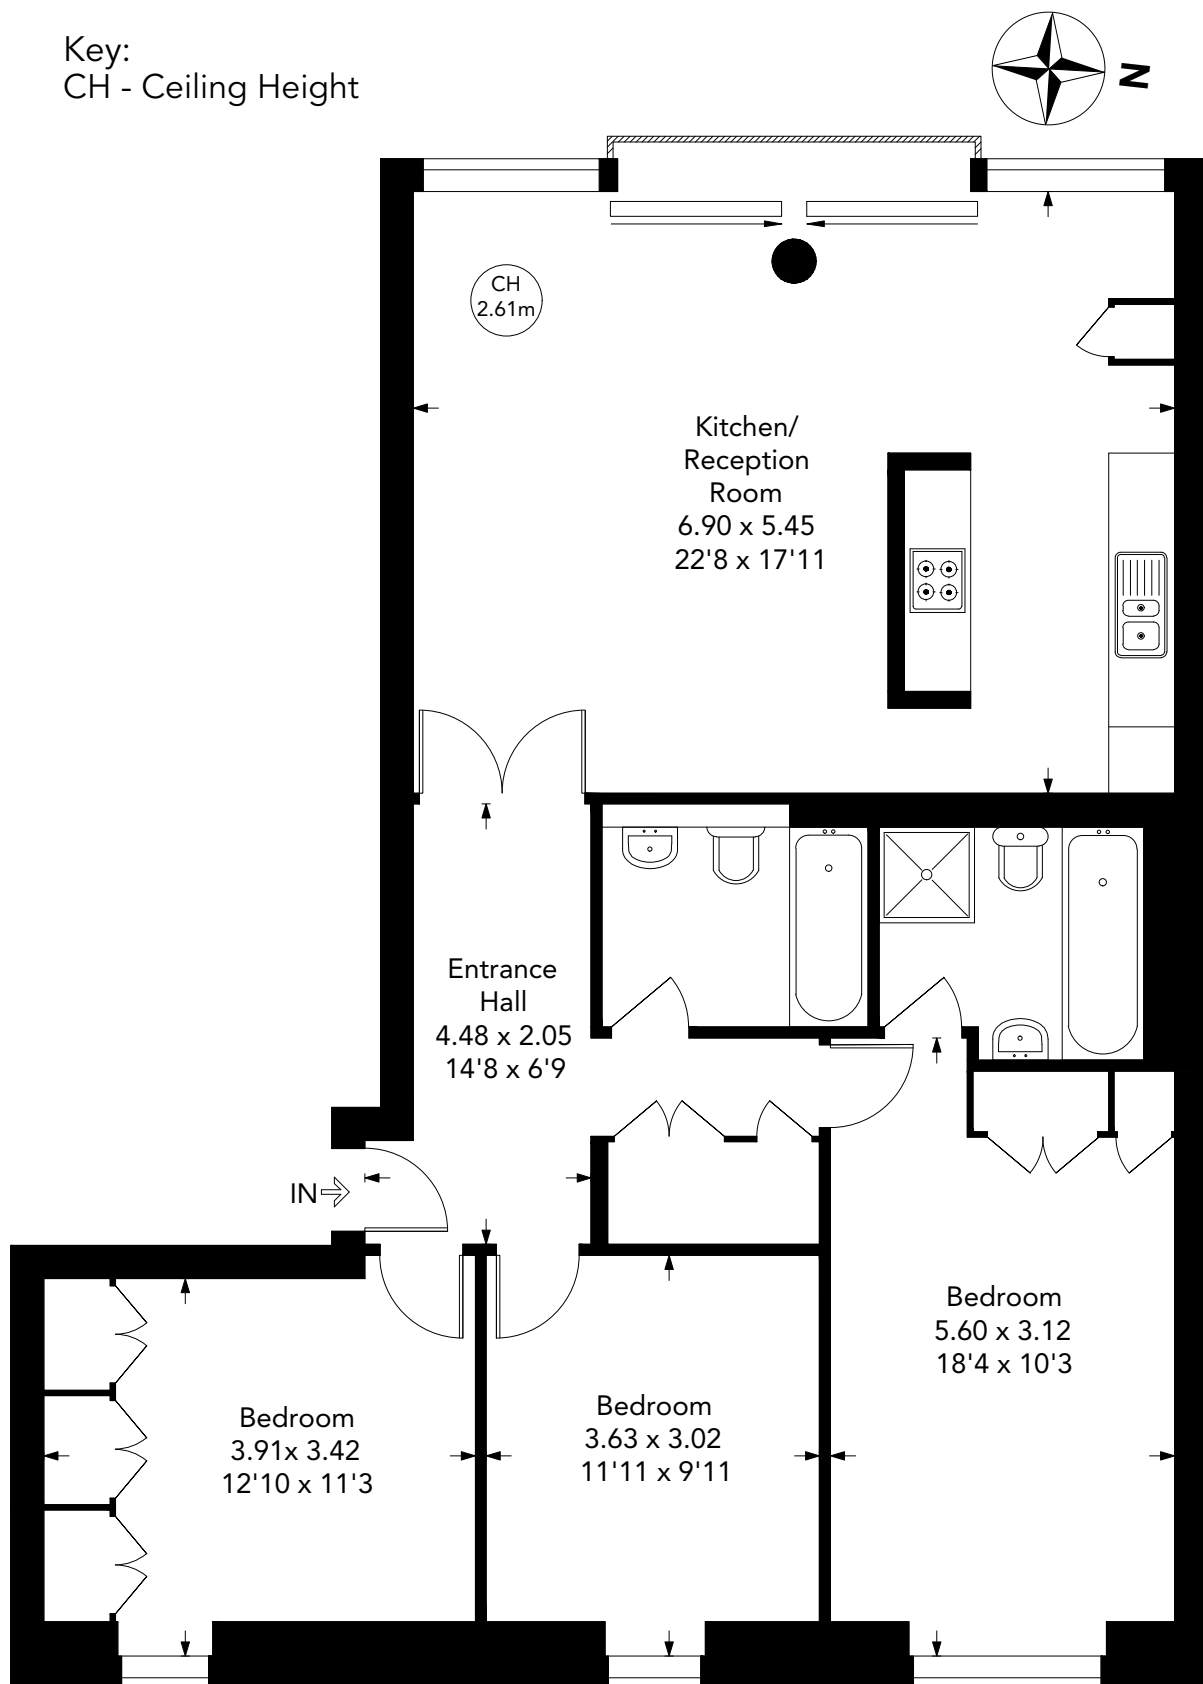 Key:
CH - Ceiling Height
N
CH
2.61m
Kitchen/
Reception
Room
6.90 x 5.45
22'8 x 17'11
Entrance
Hall
4.48 x 2.05
14'8 x 6'9
IN
Bedroom
5.60 x 3.12
18'4 x 10'3
Bedroom
3.91x 3.42
12'10 x 11'3
Bedroom
3.63 x 3.02
11'11 x 9'11